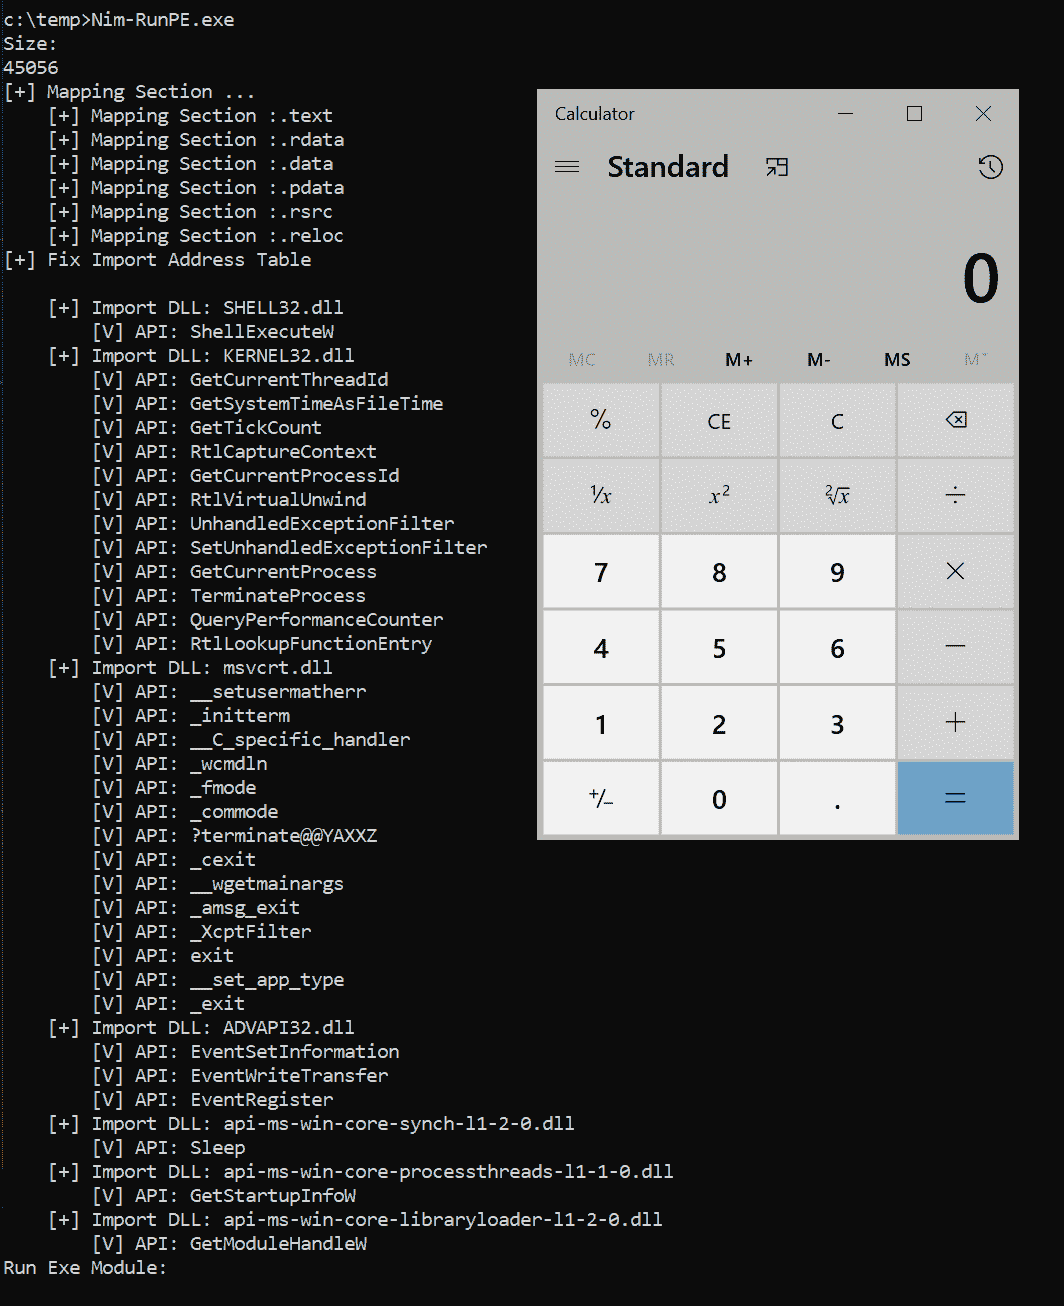 c:\temp>Nim-RunPE.exe
Size:
45056
[+] Mapping Section ...
[+] Mapping Section :.text
[+] Mapping Section :.rdata
[+] Mapping Section :.data
[+] Mapping Section :.pdata
[+] Mapping Section :.rsrc
[+] Mapping Section :.reloc
[+] Fix Import Address Table
[+] Import DLL: SHELL32.dll
[V] API: ShellExecuteW
[+] Import DLL: KERNEL32.dll
[V] API: GetCurrentThreadId
[V] API: GetSystemTimeAsFileTime
[V] API: GetTickCount
[V] API: RtlCaptureContext
[V] API: GetCurrentProcessId
[V] API: RtlVirtualUnwind
[V] API: UnhandledExceptionFilter
[V] API: SetUnhandledExceptionFilter
[V] API: GetCurrentProcess
[V] API: TerminateProcess
[V] API: QueryPerformanceCounter
[V] API: RtlLookupFunctionEntry
[+] Import DLL: msvcrt.dll
[V] API: __setusermatherr
[V] API: _initterm
[V] API: __C_specific_handler
[V] API: _wcmdln
[V] API: _fmode
[V] API: _commode
[V] API: ?terminate@@YAXXZ
[V] API: _cexit
[V] API: __wgetmainargs
[V] API: _amsg_exit
[V] API: _XcptFilter
[V] API: exit
[V] API: __set_app_type
[V] API: _exit
[+] Import DLL: ADVAPI32.dll
[V] API: EventSetInformation
[V] API: EventWriteTransfer
[V] API: EventRegister
[+] Import DLL: api-ms-win-core-synch-l1-2-0.dll
[V] API: Sleep
[+] Import DLL: api-ms-win-core-processthreads-l1-1-0.dll
[V] API: GetStartupInfoW
[+] Import DLL: api-ms-win-core-libraryloader-l1-2-0.dll
[V] API: GetModuleHandleW
Run Exe Module:
Calculator
Standard
0
MC MR M+ M- MS M˅
% CE C
¹/x x² ²√x ÷
7 8 9 ×
4 5 6 −
1 2 3 +
+/− 0 . =